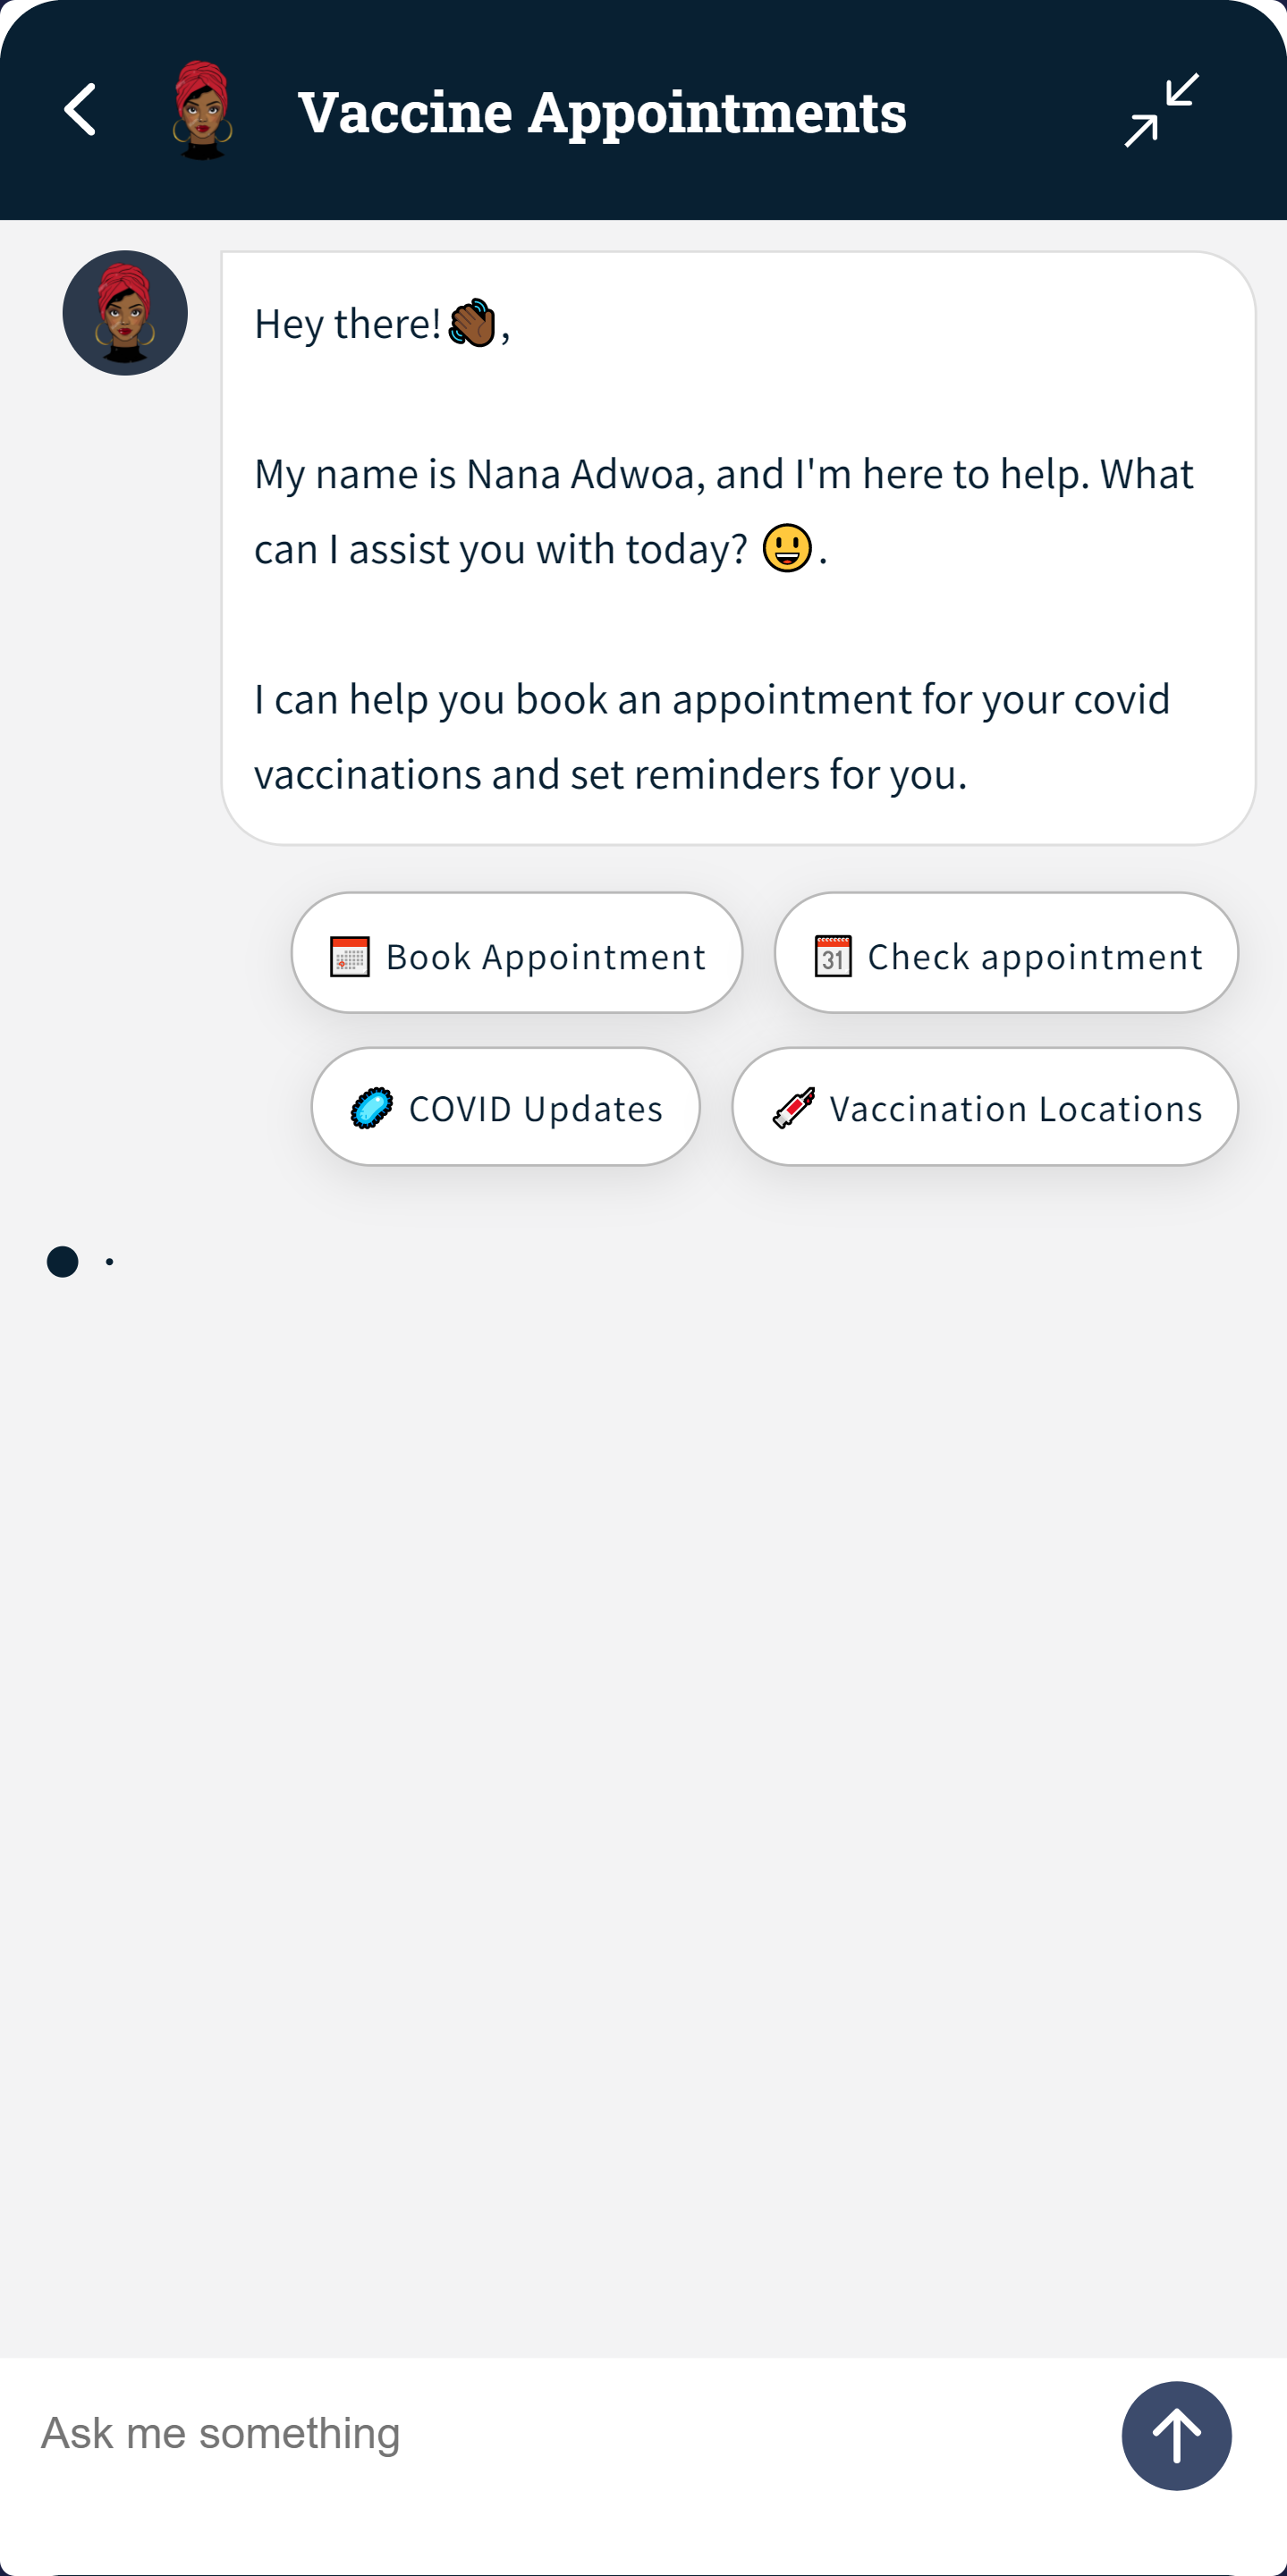 Vaccine Appointments
Hey there!👋🏾,
My name is Nana Adwoa, and I'm here to help. What
can I assist you with today? 😃.
I can help you book an appointment for your covid
vaccinations and set reminders for you.
Book Appointment
31 Check appointment
COVID Updates
Vaccination Locations
Ask me something